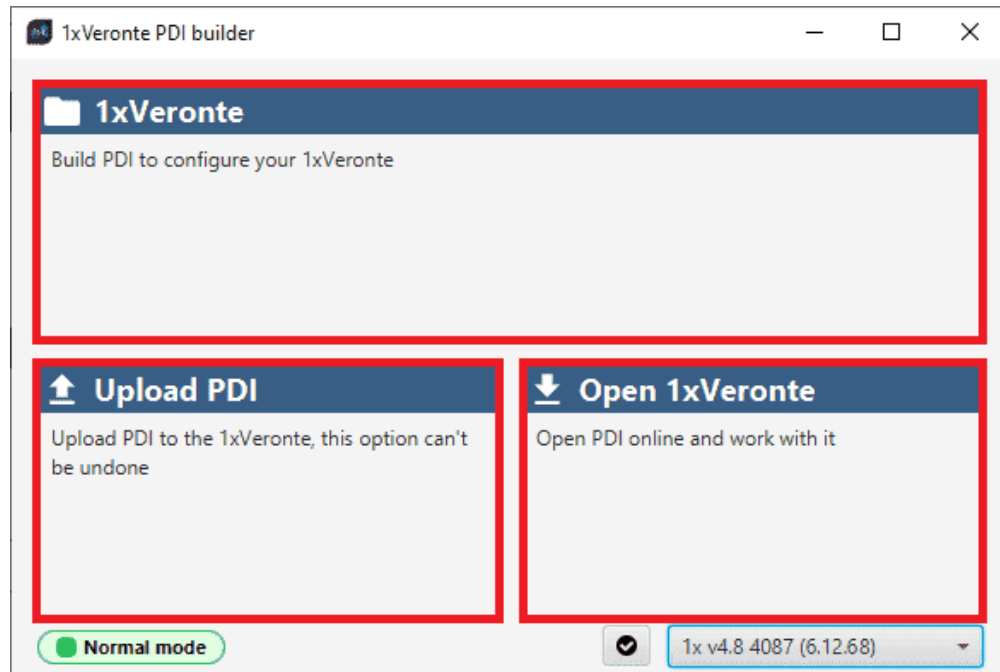 1xVeronte PDI builder
1xVeronte
Build PDI to configure your 1xVeronte
Upload PDI
Upload PDI to the 1xVeronte, this option can't
be undone
Open 1xVeronte
Open PDI online and work with it
Normal mode
1x v4.8 4087 (6.12.68)